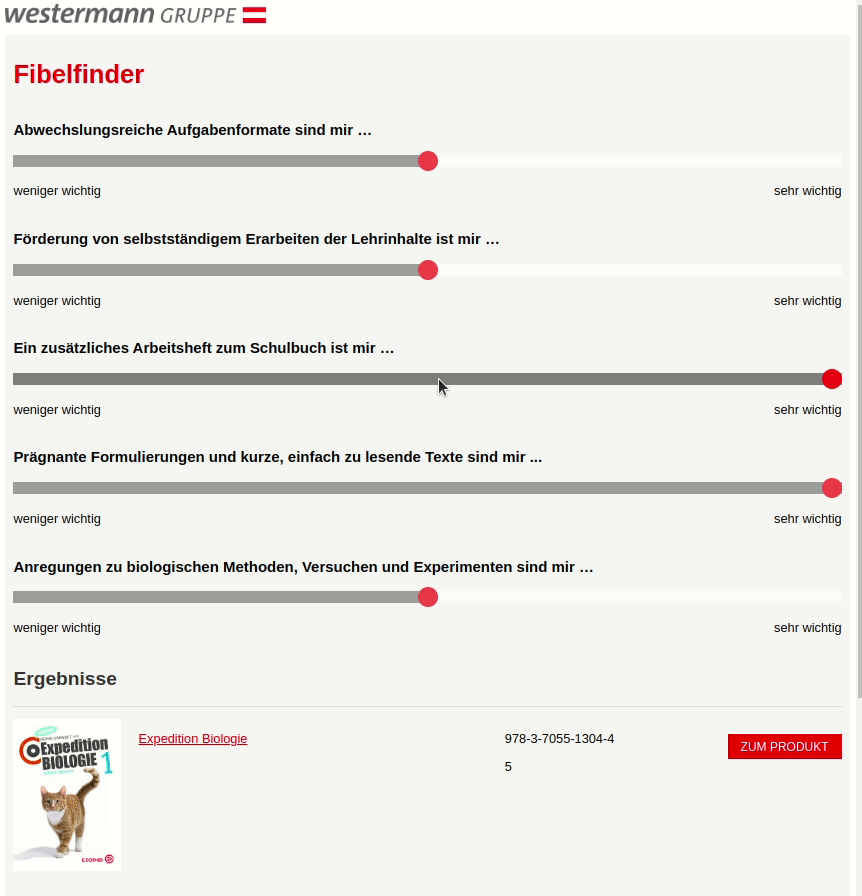 westermann GRUPPE
Fibelfinder
Abwechslungsreiche Aufgabenformate sind mir …
weniger wichtig sehr wichtig
Förderung von selbstständigem Erarbeiten der Lehrinhalte ist mir …
weniger wichtig sehr wichtig
Ein zusätzliches Arbeitsheft zum Schulbuch ist mir …
weniger wichtig sehr wichtig
Prägnante Formulierungen und kurze, einfach zu lesende Texte sind mir ...
weniger wichtig sehr wichtig
Anregungen zu biologischen Methoden, Versuchen und Experimenten sind mir …
weniger wichtig sehr wichtig
Ergebnisse
Expedition
BIOLOGIE 1
E.DORNER
Expedition Biologie 978-3-7055-1304-4 ZUM PRODUKT
5